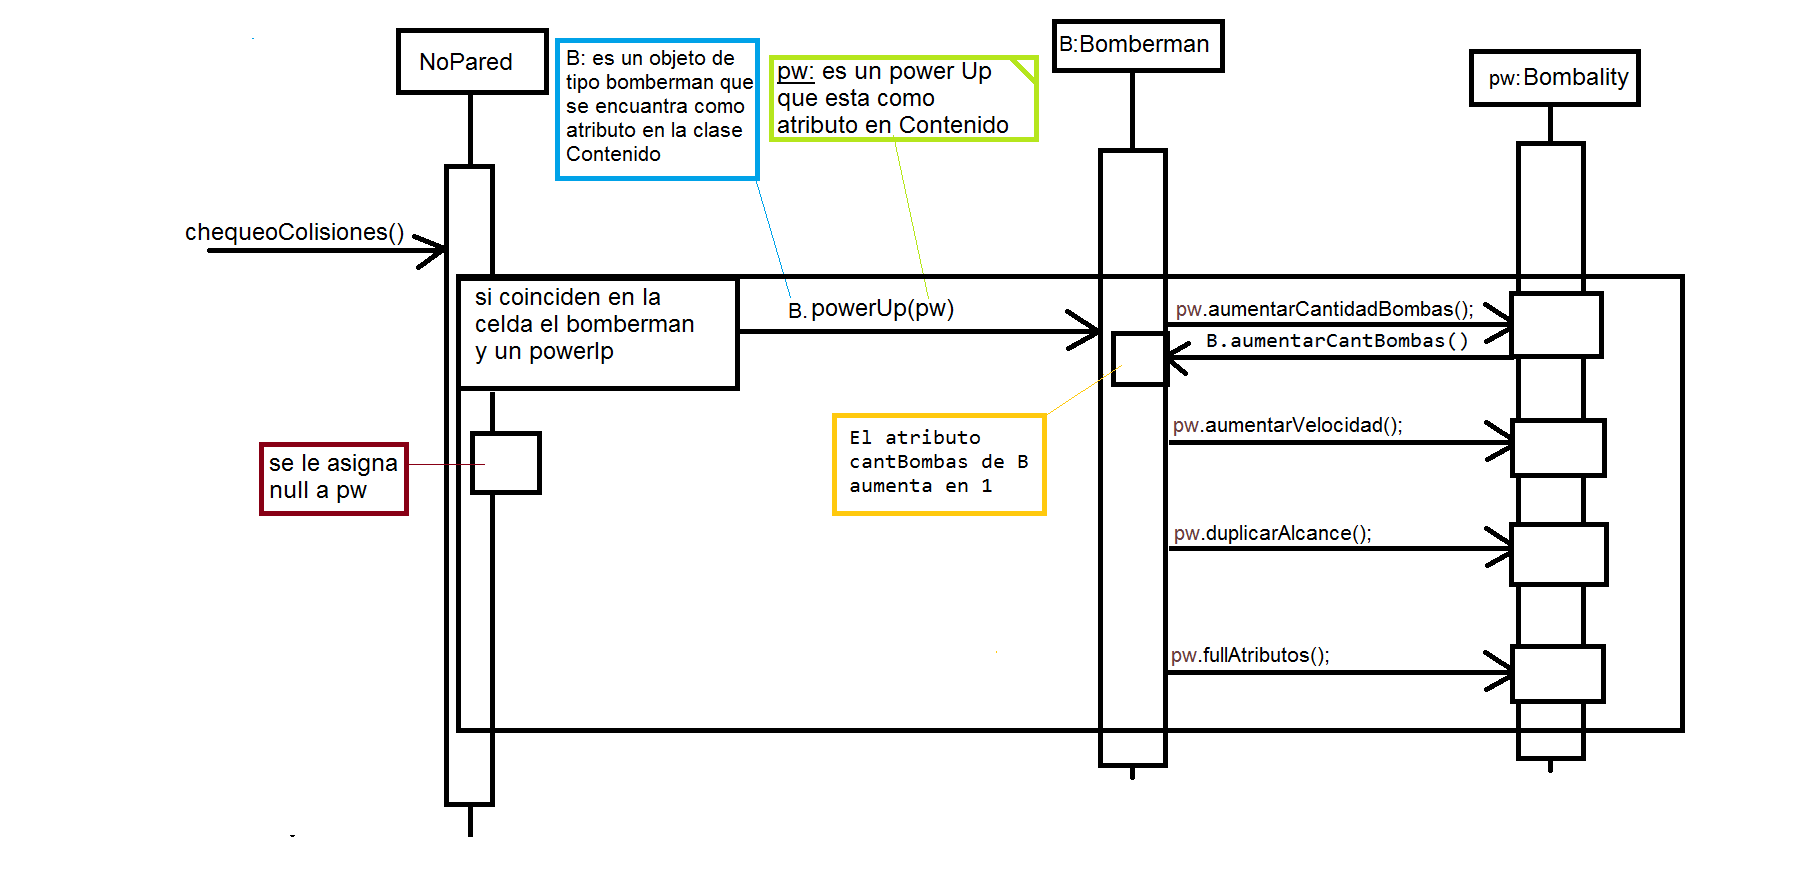 NoPared
B: es un objeto de
tipo bomberman que
se encuantra como
atributo en la clase
Contenido
pw: es un power Up
que esta como
atributo en Contenido
B:Bomberman
pw:Bombality
chequeoColisiones()
si coinciden en la
celda el bomberman
y un powerIp
B.powerUp(pw)
pw.aumentarCantidadBombas();
B.aumentarCantBombas()
El atributo
cantBombas de B
aumenta en 1
pw.aumentarVelocidad();
se le asigna
null a pw
pw.duplicarAlcance();
pw.fullAtributos();